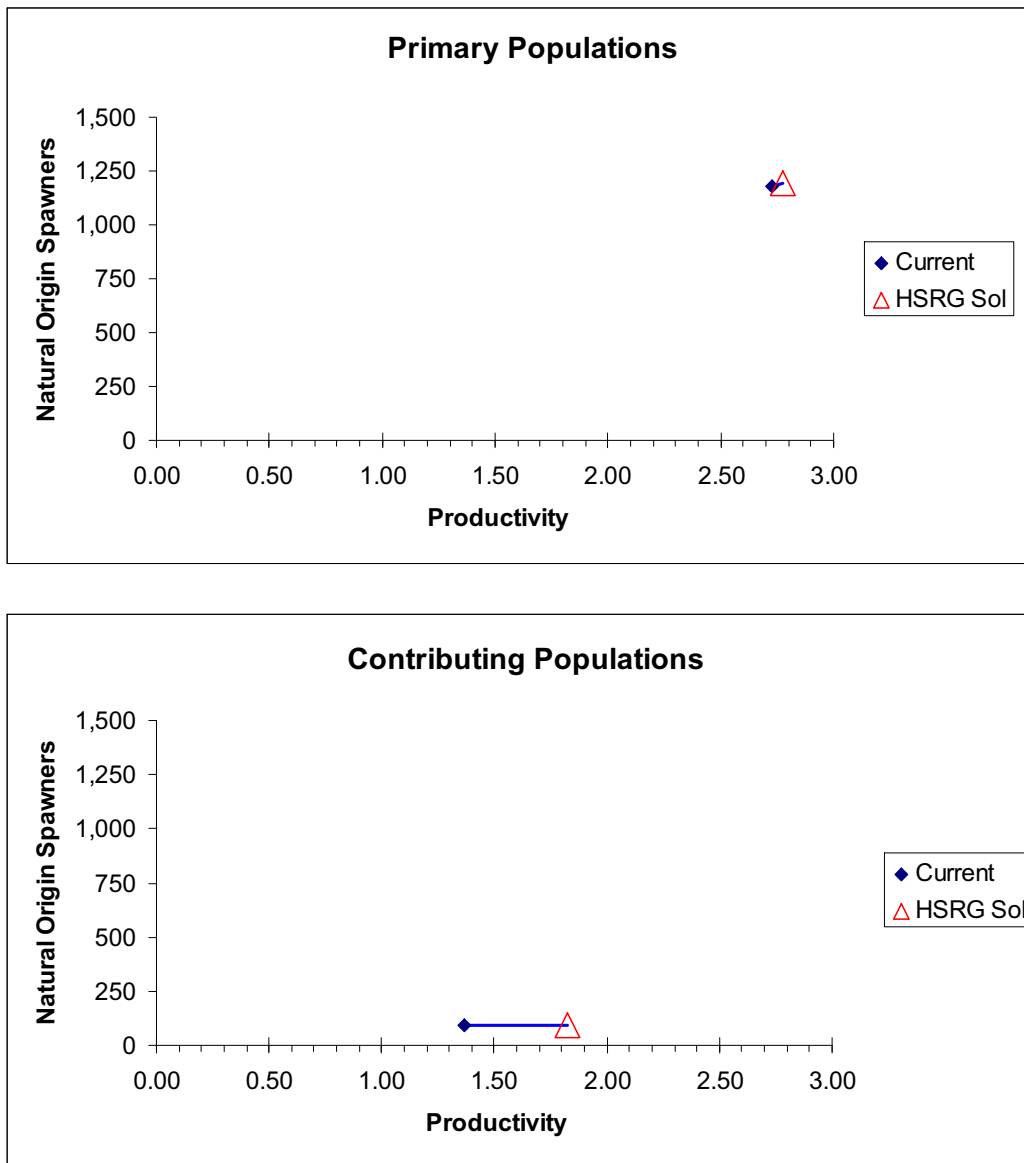 Primary Populations
Natural Origin Spawners
1,500
1,250
1,000
750
500
250
0
0.00 0.50 1.00 1.50 2.00 2.50 3.00
Productivity
Current
HSRG Sol
Contributing Populations
Natural Origin Spawners
1,500
1,250
1,000
750
500
250
0
0.00 0.50 1.00 1.50 2.00 2.50 3.00
Productivity
Current
HSRG Sol